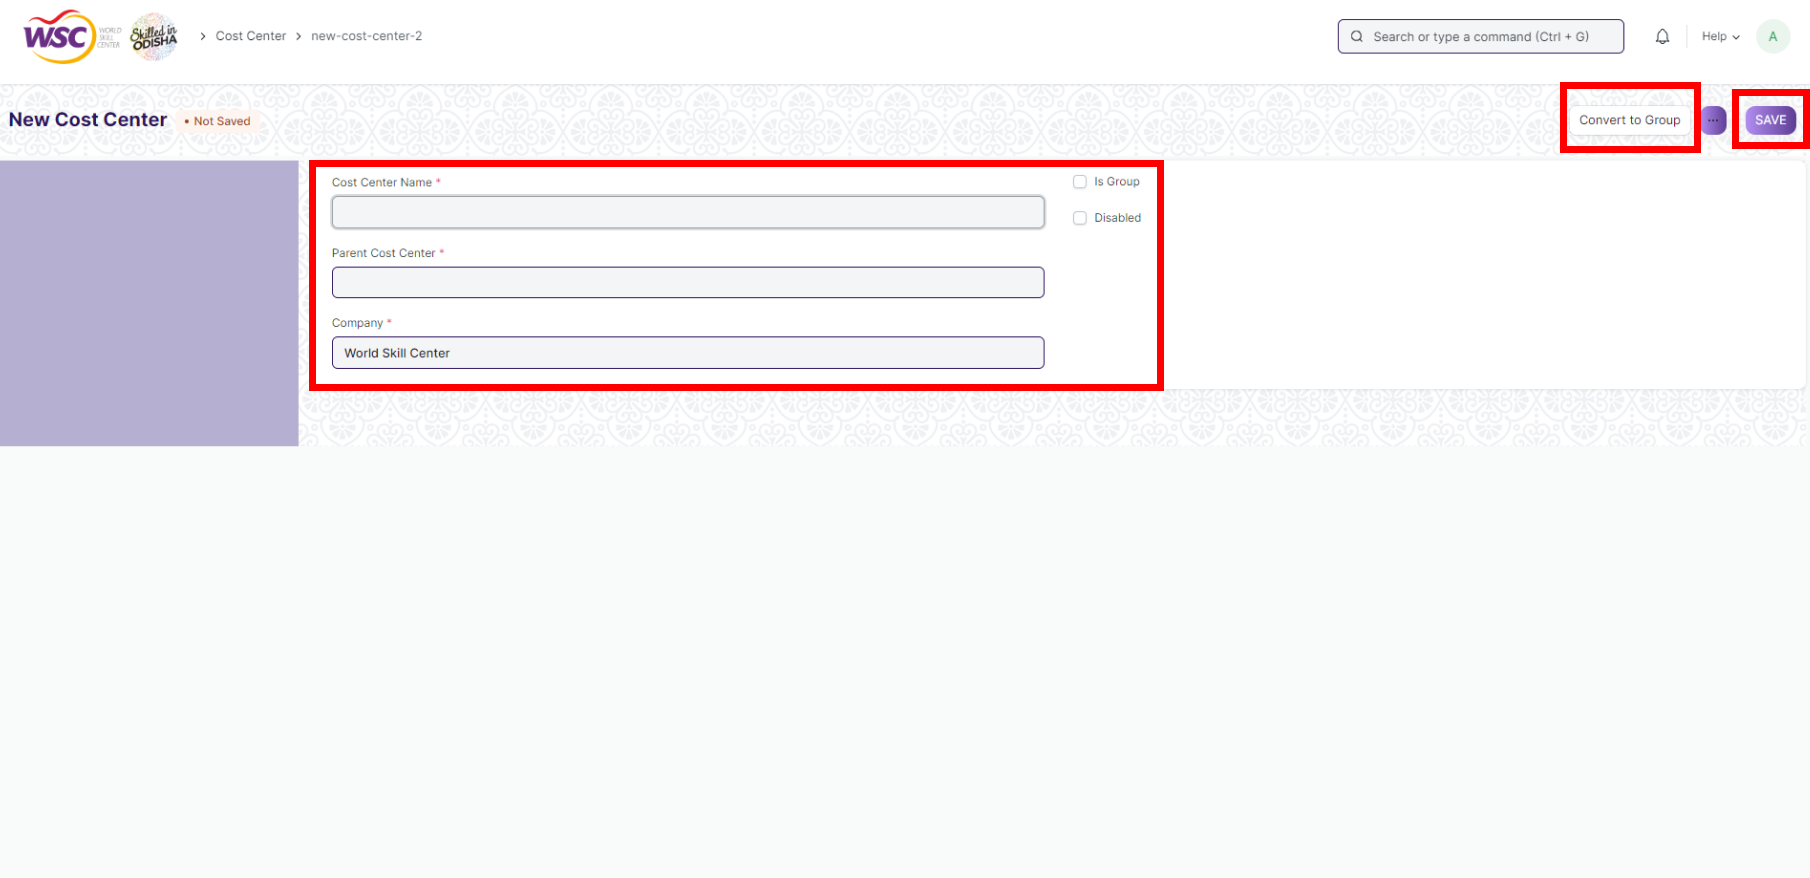 WSC WORLD SKILL CENTER
Skilled in ODISHA
Cost Center
new-cost-center-2
Search or type a command (Ctrl + G)
Help
A
New Cost Center
• Not Saved
Convert to Group
...
SAVE
Cost Center Name *
Is Group
Disabled
Parent Cost Center *
Company *
World Skill Center